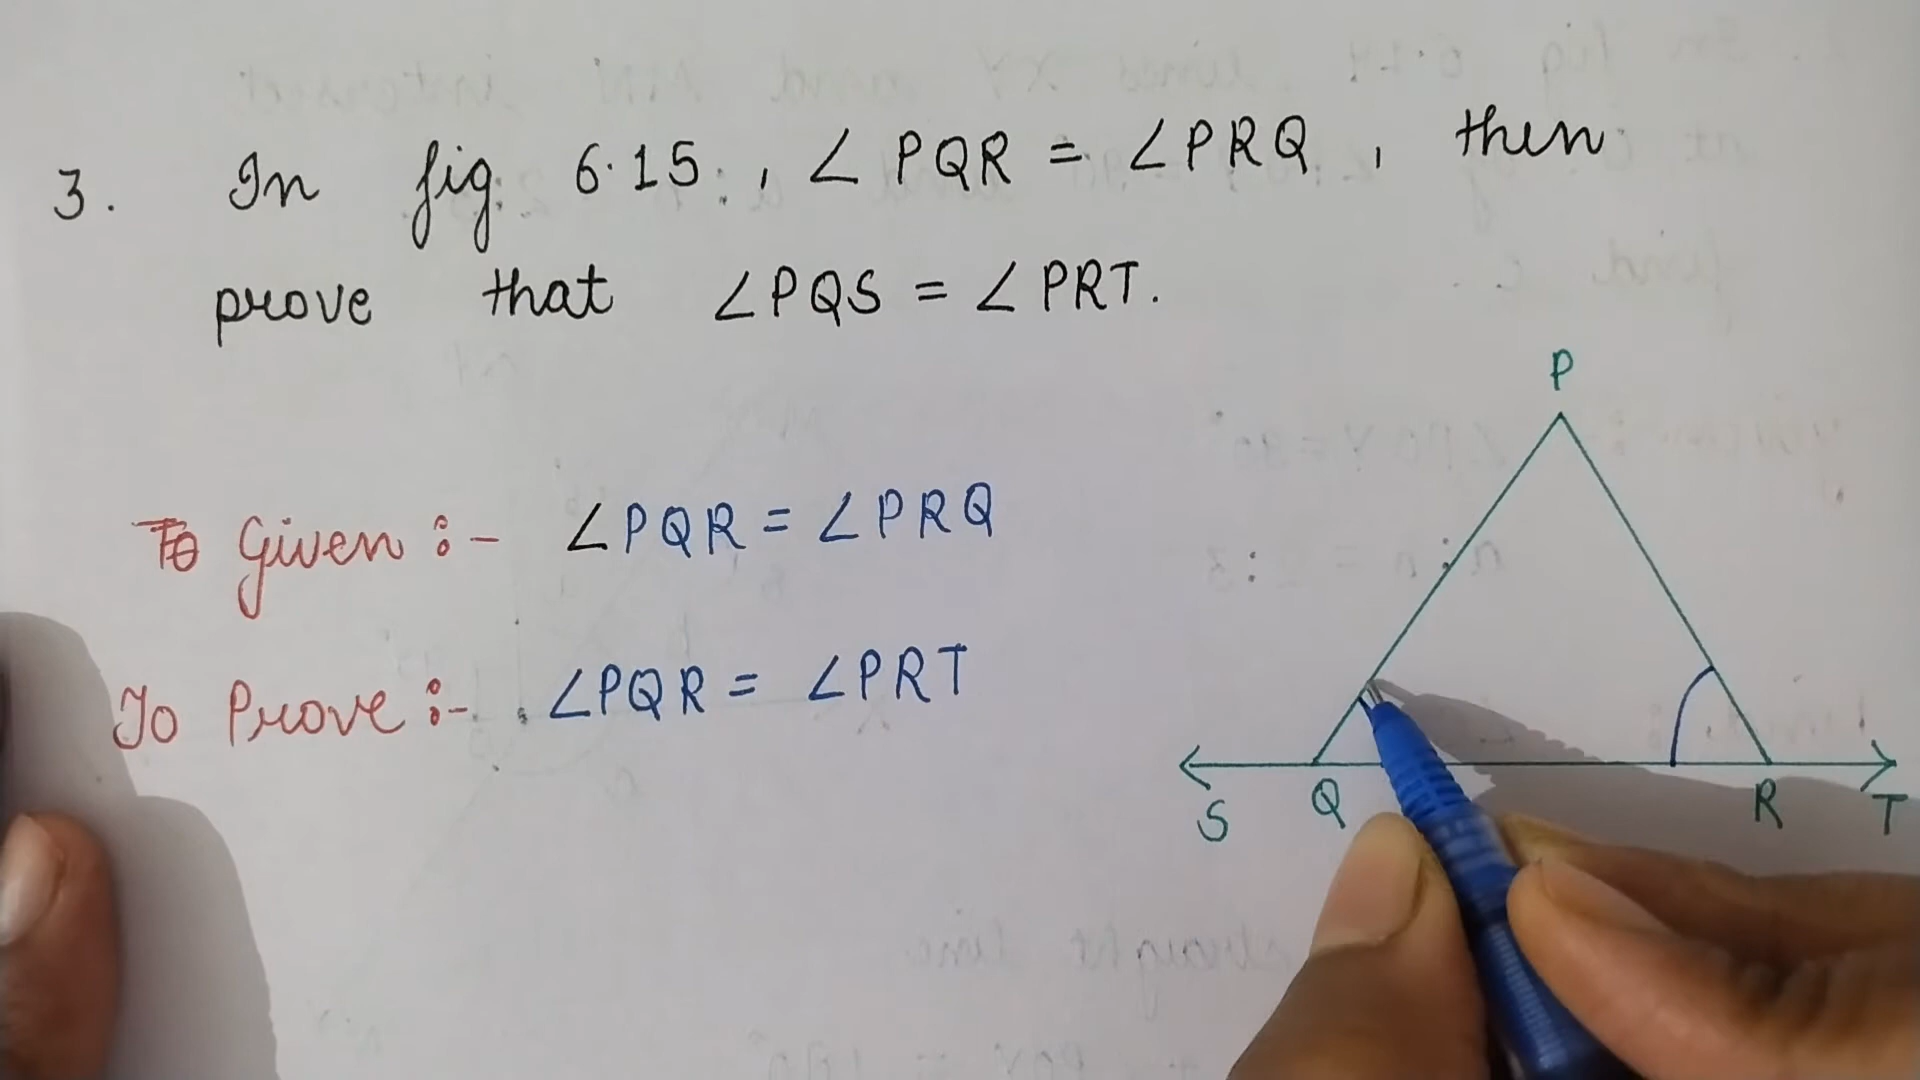 3. In fig 6.15, ∠PQR = ∠PRQ, then
prove that ∠PQS = ∠PRT.
P
To Given :- ∠PQR = ∠PRQ
To Prove :- ∠PQR = ∠PRT
S Q R T